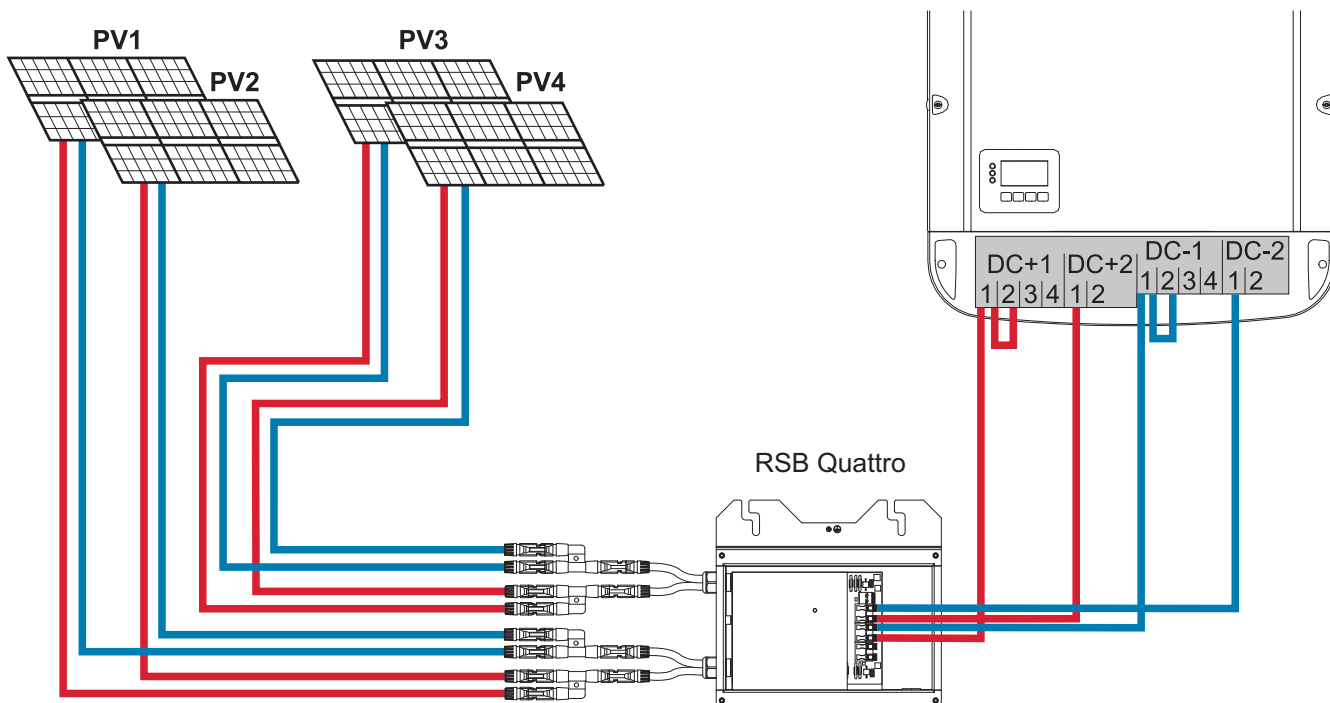 PV1
PV2
PV3
PV4
DC+1 DC+2 DC-1 DC-2
1 2 3 4 1 2 1 2 3 4 1 2
RSB Quattro